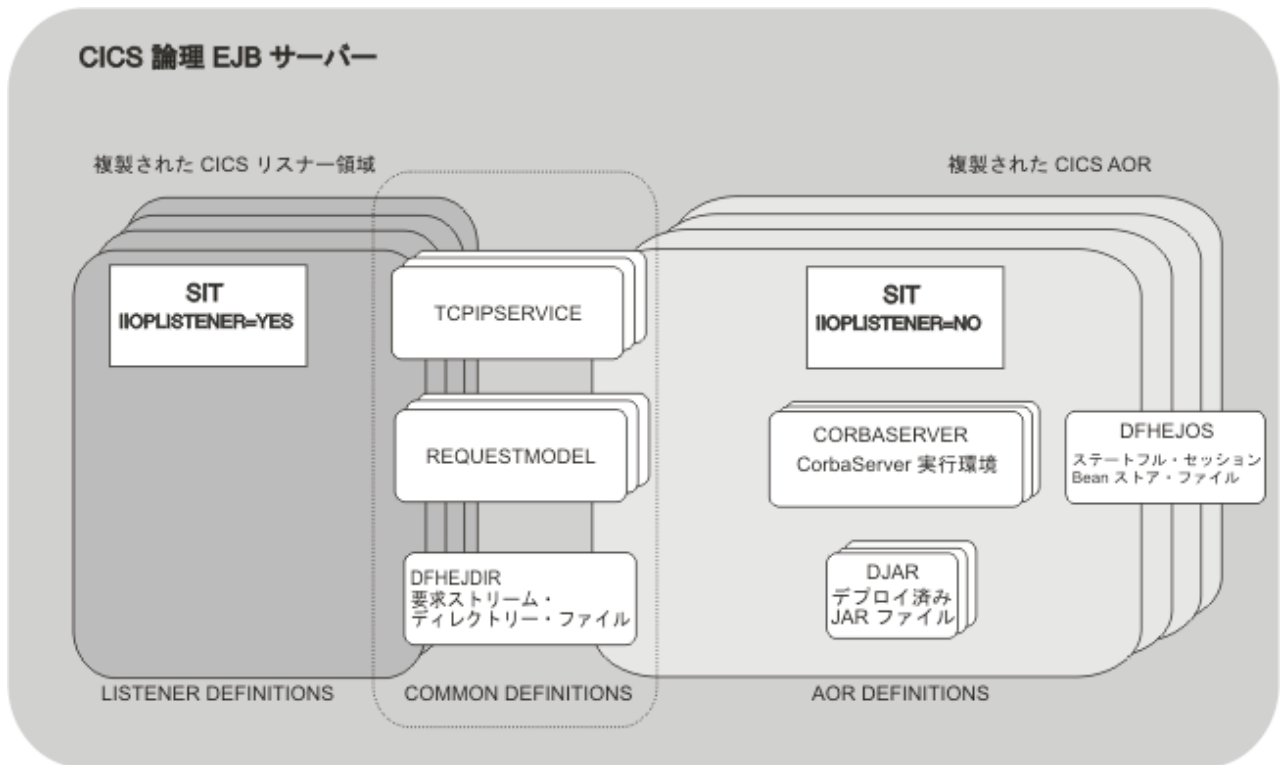 CICS 論理 EJB サーバー
複製された CICS リスナー領域
複製された CICS AOR
SIT
IIOPLISTENER=YES
TCPIPSERVICE
SIT
IIOPLISTENER=NO
REQUESTMODEL
CORBASERVER
CorbaServer 実行環境
DFHEJOS
ステートフル・セッション
Bean ストア・ファイル
DFHEJDIR
要求ストリーム・
ディレクトリー・ファイル
DJAR
デプロイ済み
JAR ファイル
LISTENER DEFINITIONS
COMMON DEFINITIONS
AOR DEFINITIONS